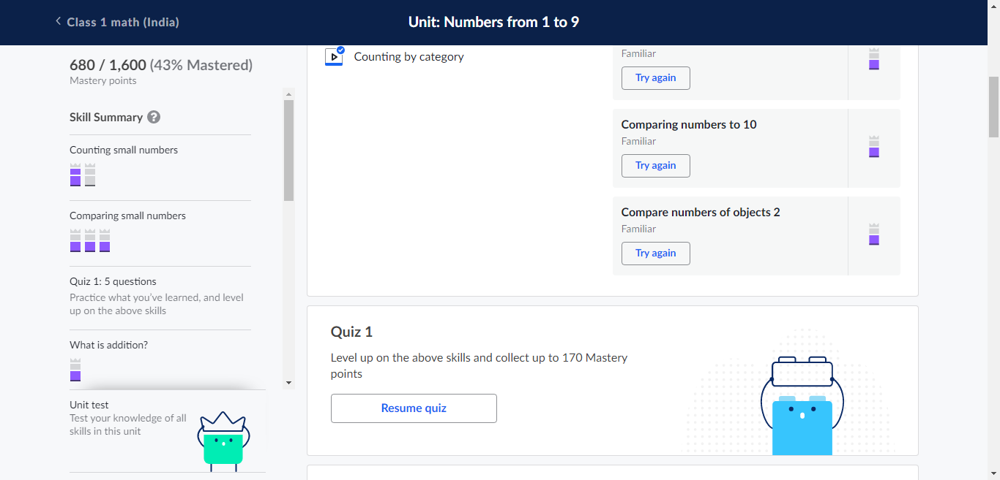 Class 1 math (India)
Unit: Numbers from 1 to 9
680 / 1,600 (43% Mastered)
Mastery points
Skill Summary ?
Counting small numbers
Comparing small numbers
Quiz 1: 5 questions
Practice what you've learned, and level
up on the above skills
What is addition?
Unit test
Test your knowledge of all
skills in this unit
Counting by category
Familiar
Try again
Comparing numbers to 10
Familiar
Try again
Compare numbers of objects 2
Familiar
Try again
Quiz 1
Level up on the above skills and collect up to 170 Mastery
points
Resume quiz